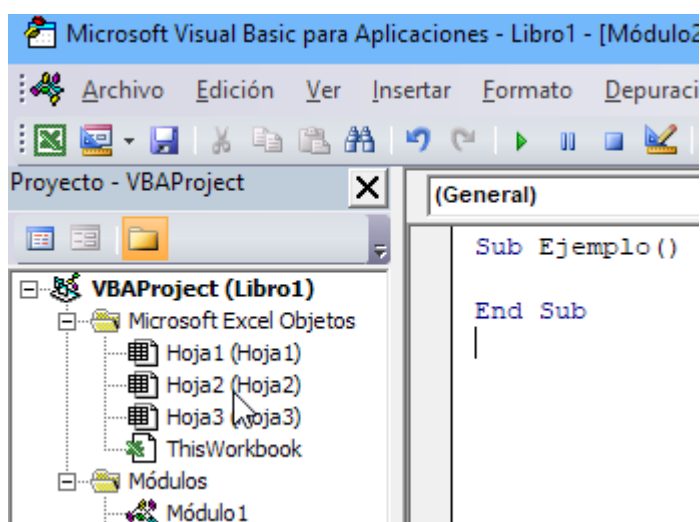 Microsoft Visual Basic para Aplicaciones - Libro1 - [Módulo2
Archivo Edición Ver Insertar Formato Depuraci
Proyecto - VBAProject
(General)
Sub Ejemplo()
End Sub
VBAProject (Libro1)
Microsoft Excel Objetos
Hoja1 (Hoja1)
Hoja2 (Hoja2)
Hoja3 (Hoja3)
ThisWorkbook
Módulos
Módulo1